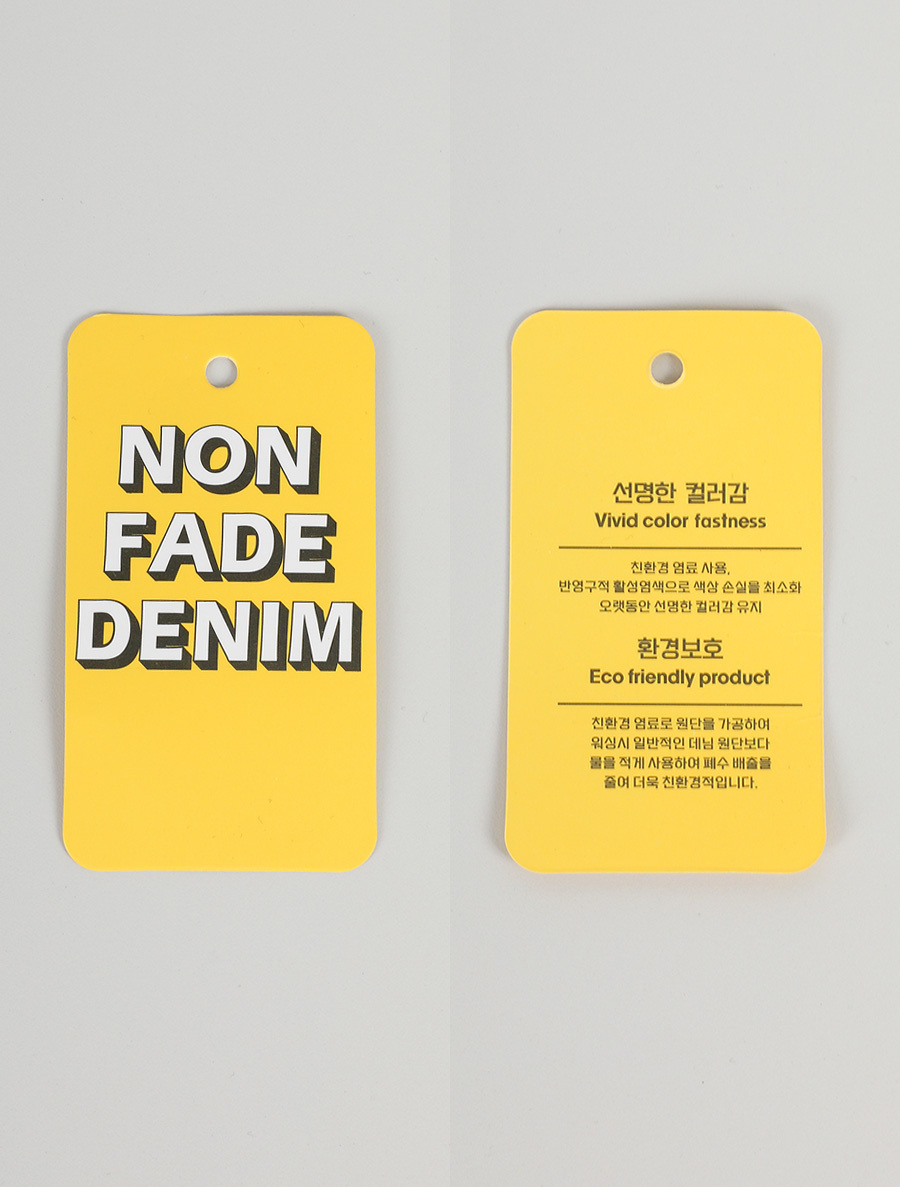 NON
FADE
DENIM
선명한 컬러감
Vivid color fastness
친환경 염료 사용,
반영구적 활성염색으로 색상 손실을 최소화
오랫동안 선명한 컬러감 유지
환경보호
Eco friendly product
친환경 염료로 원단을 가공하여
워싱시 일반적인 데님 원단보다
물을 적게 사용하여 폐수 배출을
줄여 더욱 친환경적입니다.